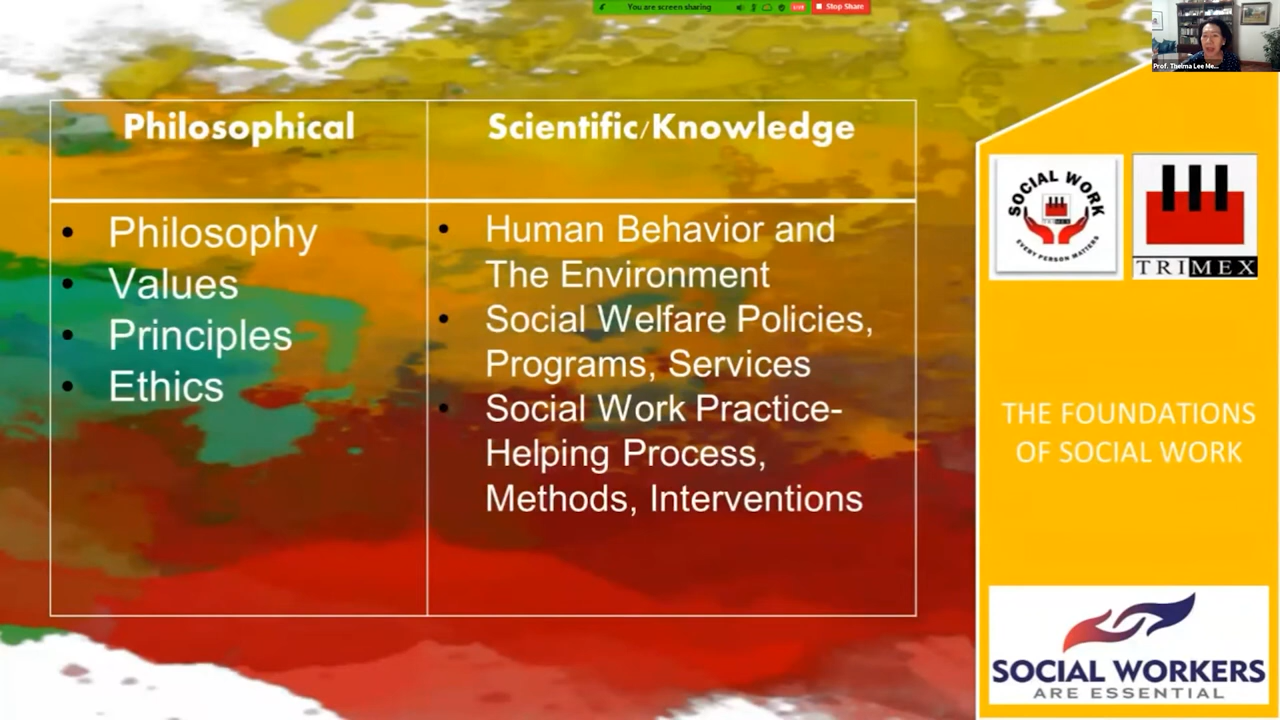 You are screen sharing
LIVE
Stop Share
Prof. Thelma Lee Me...
Philosophical
Scientific/Knowledge
• Philosophy
• Values
• Principles
• Ethics
• Human Behavior and
The Environment
• Social Welfare Policies,
Programs, Services
• Social Work Practice-
Helping Process,
Methods, Interventions
SOCIAL WORK
EVERY PERSON MATTERS
TRIMEX
THE FOUNDATIONS
OF SOCIAL WORK
SOCIAL WORKERS
ARE ESSENTIAL